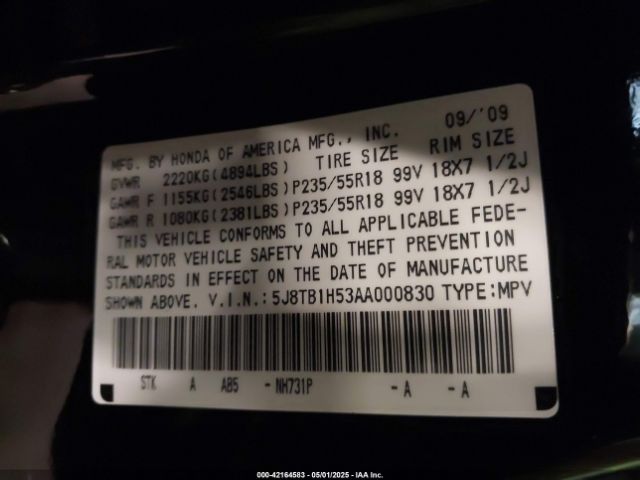 09/'09
MFG. BY HONDA OF AMERICA MFG., INC.
GVWR 2220KG(4894LBS) TIRE SIZE RIM SIZE
GAWR F 1155KG(2546LBS)P235/55R18 99V 18X7 1/2J
GAWR R 1080KG(2381LBS)P235/55R18 99V 18X7 1/2J
THIS VEHICLE CONFORMS TO ALL APPLICABLE FEDE-
RAL MOTOR VEHICLE SAFETY AND THEFT PREVENTION
STANDARDS IN EFFECT ON THE DATE OF MANUFACTURE
SHOWN ABOVE. V.I.N.:5J8TB1H53AA000830 TYPE:MPV
STK A A85 -NH731P -A -A
000-42164583 - 05/01/2025 - IAA Inc.